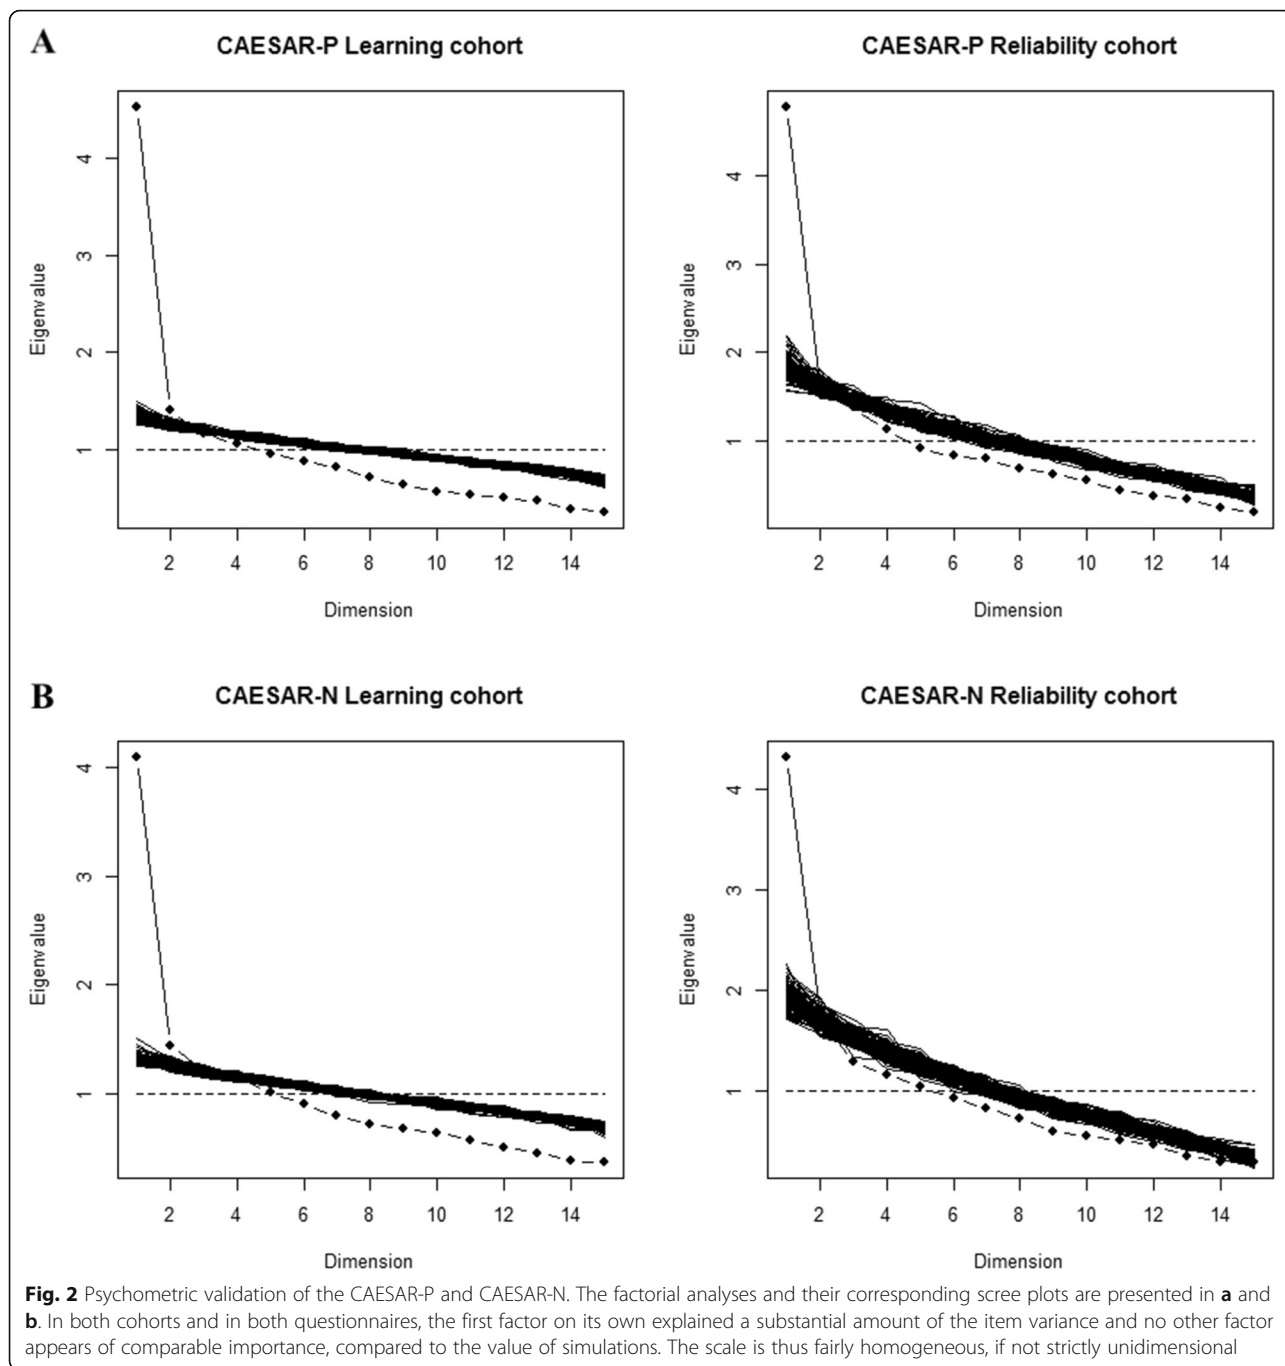 A
CAESAR-P Learning cohort
Eigenvalue
4
3
2
1
2 4 6 8 10 12 14
Dimension
CAESAR-P Reliability cohort
Eigenvalue
4
3
2
1
2 4 6 8 10 12 14
Dimension
B
CAESAR-N Learning cohort
Eigenvalue
4
3
2
1
2 4 6 8 10 12 14
Dimension
CAESAR-N Reliability cohort
Eigenvalue
4
3
2
1
2 4 6 8 10 12 14
Dimension
Fig. 2 Psychometric validation of the CAESAR-P and CAESAR-N. The factorial analyses and their corresponding scree plots are presented in a and
b. In both cohorts and in both questionnaires, the first factor on its own explained a substantial amount of the item variance and no other factor
appears of comparable importance, compared to the value of simulations. The scale is thus fairly homogeneous, if not strictly unidimensional